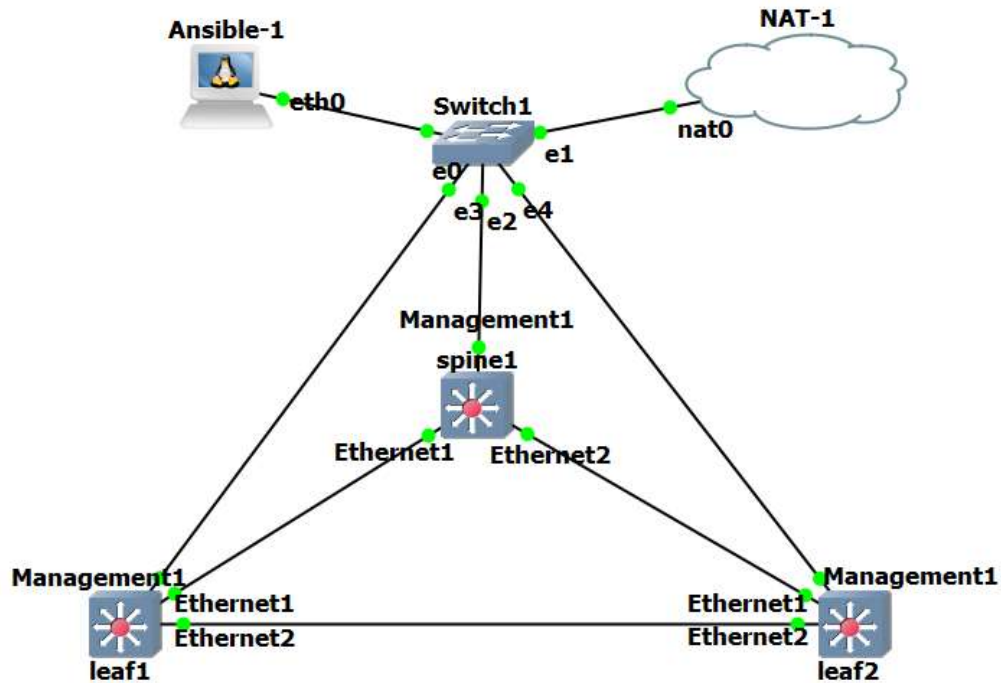 NAT-1
Ansible-1
eth0
Switch1
nat0
e1
e0
e3
e4
e2
Management1
spine1
Ethernet1
Ethernet2
Management1
Management1
Ethernet1
Ethernet1
Ethernet2
Ethernet2
leaf1
leaf2